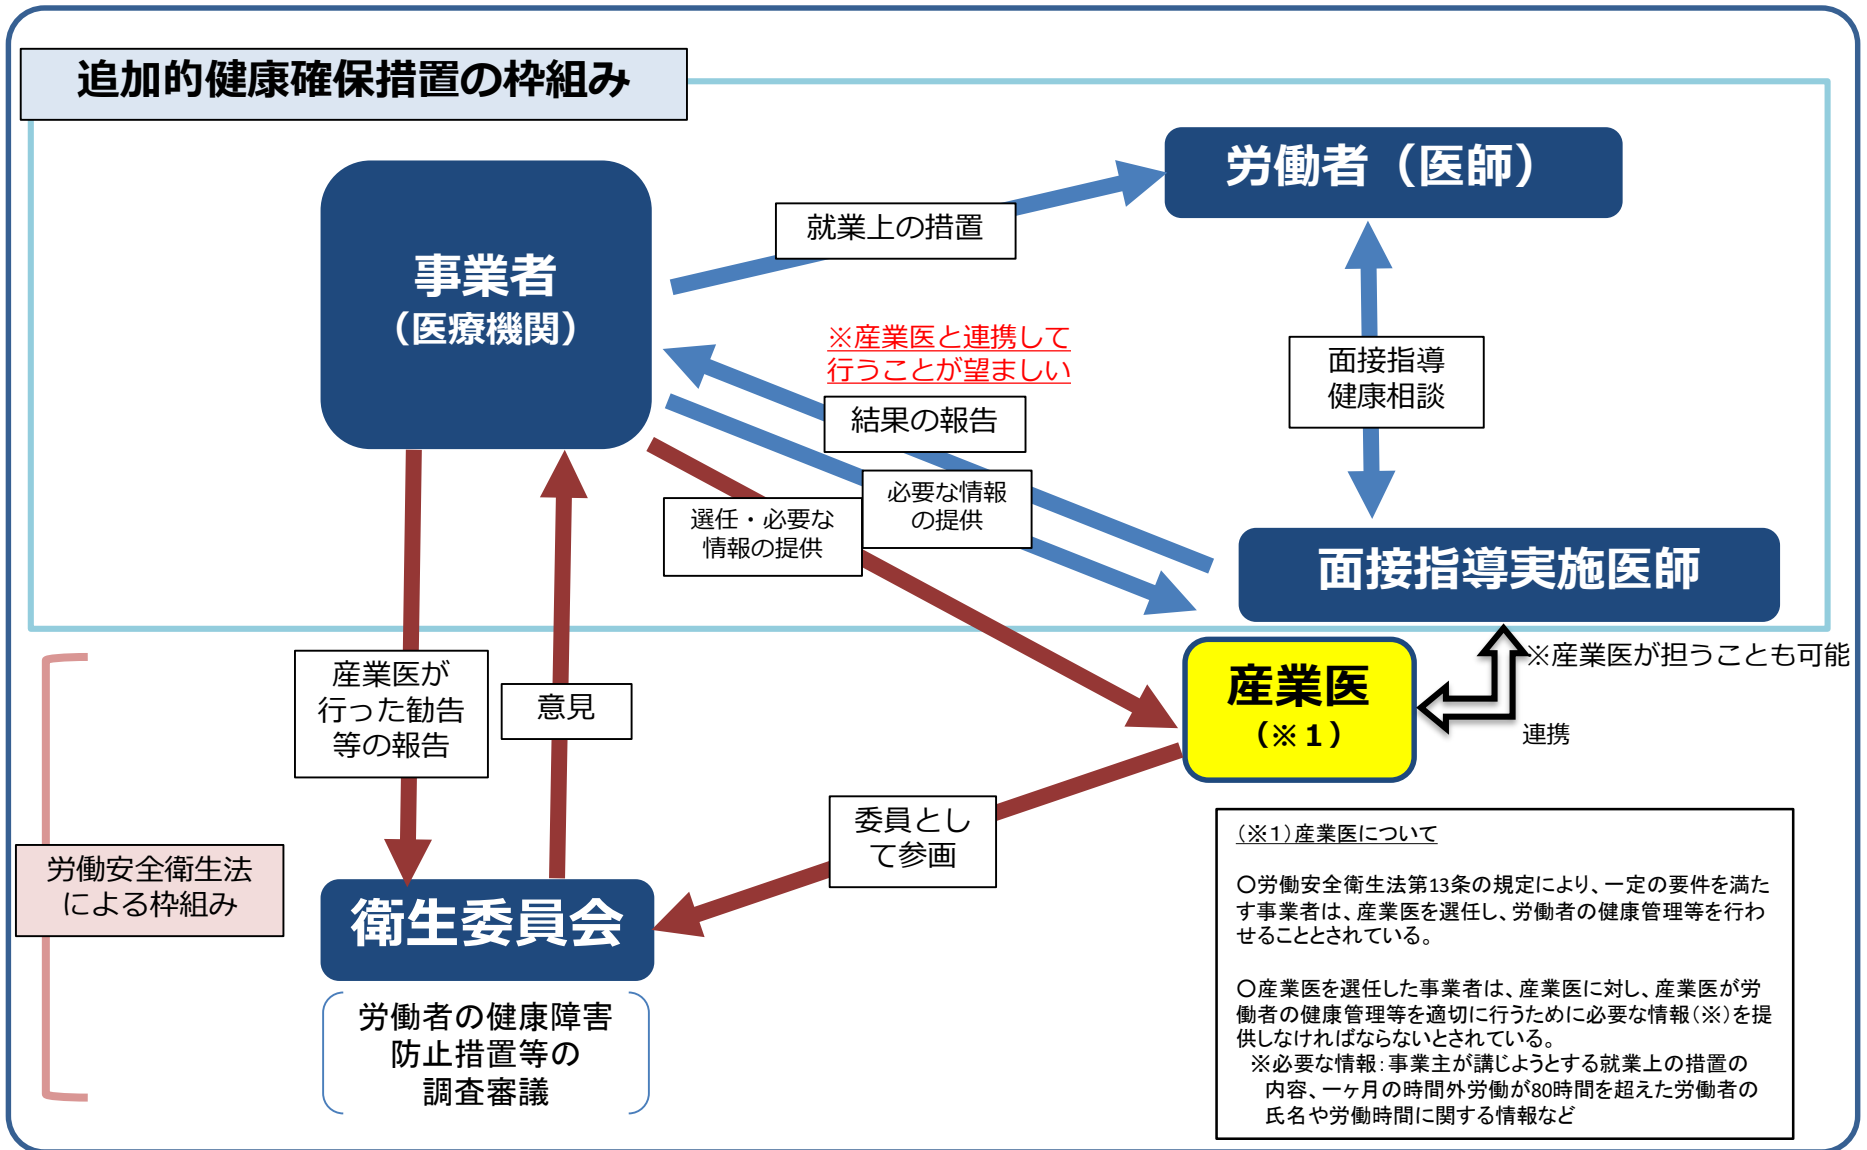 追加的健康確保措置の枠組み
労働者（医師）
事業者
（医療機関）
就業上の措置
※産業医と連携して
行うことが望ましい
結果の報告
面接指導
健康相談
必要な情報
の提供
選任・必要な
情報の提供
面接指導実施医師
※産業医が担うことも可能
連携
産業医
（※１）
産業医が
行った勧告
等の報告
意見
委員とし
て参画
労働安全衛生法
による枠組み
衛生委員会
労働者の健康障害
防止措置等の
調査審議
（※１）産業医について
〇労働安全衛生法第13条の規定により、一定の要件を満た
す事業者は、産業医を選任し、労働者の健康管理等を行わ
せることとされている。
〇産業医を選任した事業者は、産業医に対し、産業医が労
働者の健康管理等を適切に行うために必要な情報（※）を提
供しなければならないとされている。
※必要な情報：事業主が講じようとする就業上の措置の
内容、一ヶ月の時間外労働が80時間を超えた労働者の
氏名や労働時間に関する情報など